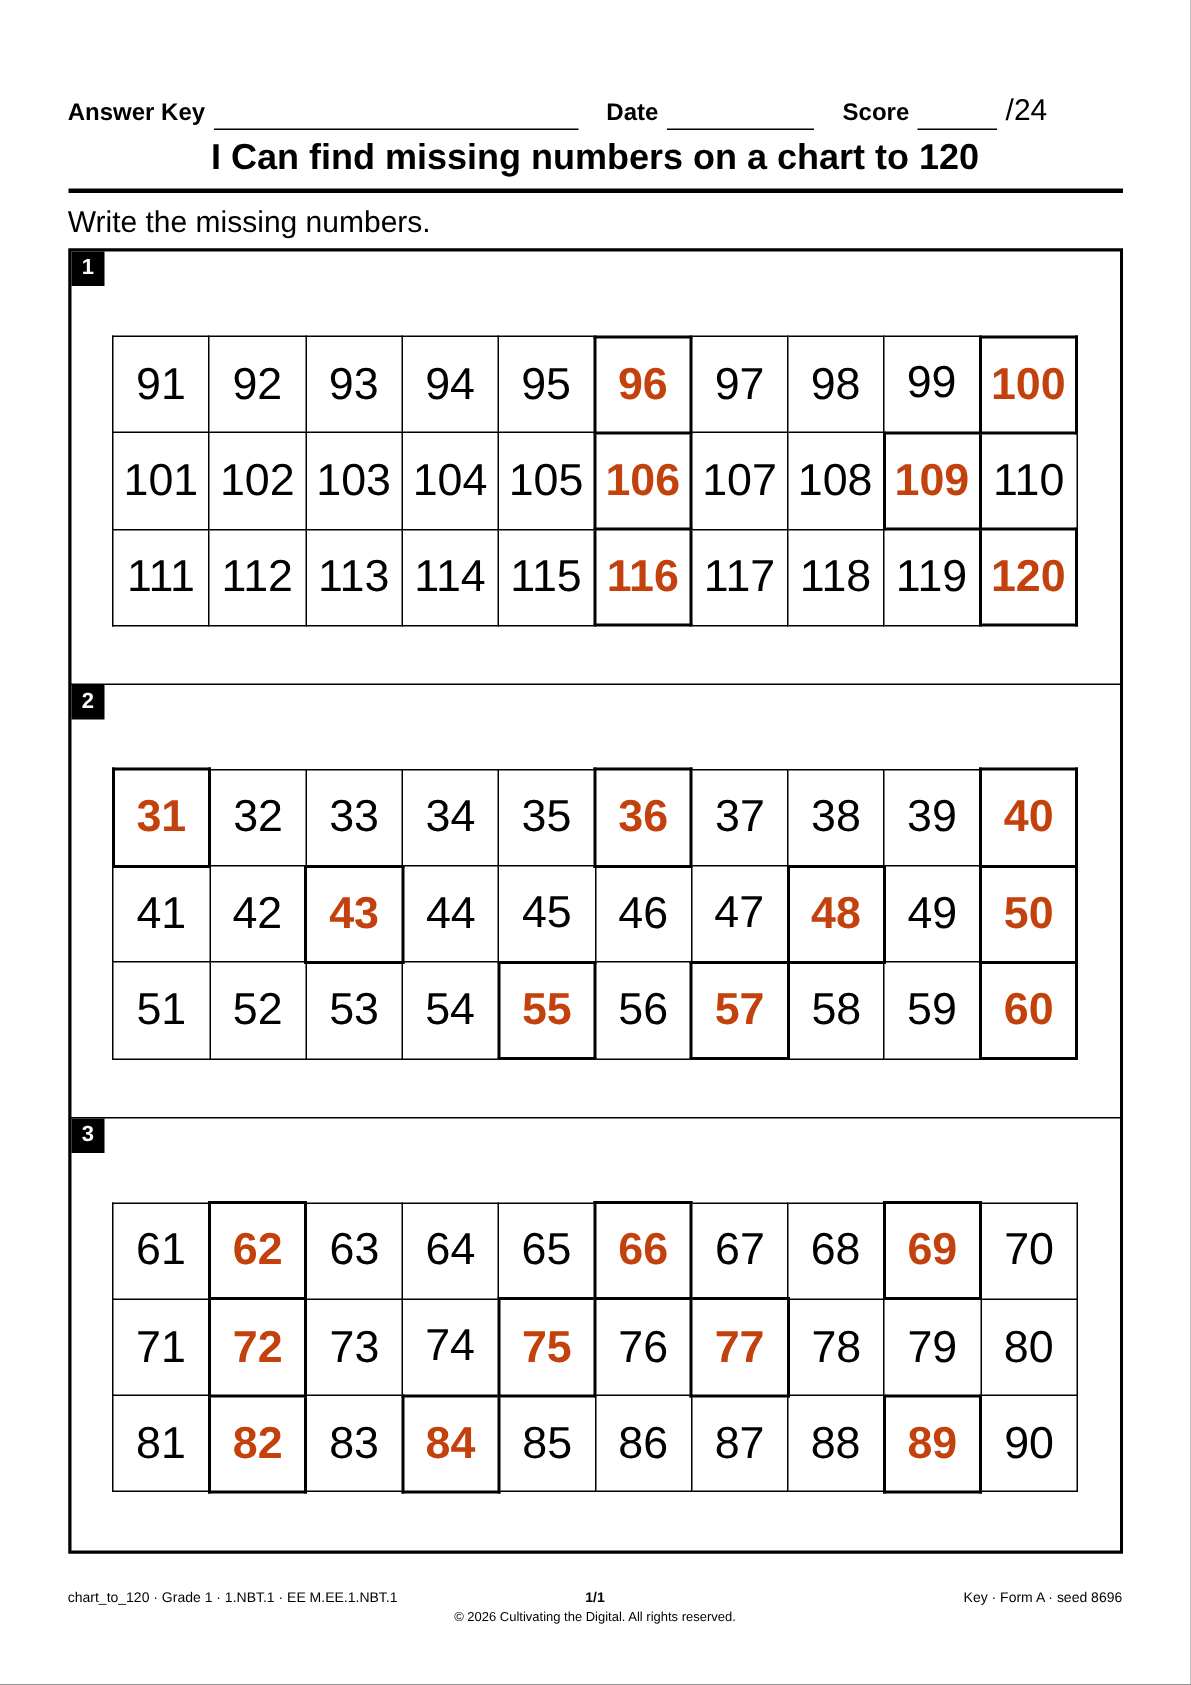 Answer Key Date Score /24
I Can find missing numbers on a chart to 120
Write the missing numbers.
1
91 92 93 94 95 96 97 98 99 100
101 102 103 104 105 106 107 108 109 110
111 112 113 114 115 116 117 118 119 120
2
31 32 33 34 35 36 37 38 39 40
41 42 43 44 45 46 47 48 49 50
51 52 53 54 55 56 57 58 59 60
3
61 62 63 64 65 66 67 68 69 70
71 72 73 74 75 76 77 78 79 80
81 82 83 84 85 86 87 88 89 90
chart_to_120 · Grade 1 · 1.NBT.1 · EE M.EE.1.NBT.1 1/1 Key · Form A · seed 8696
© 2026 Cultivating the Digital. All rights reserved.